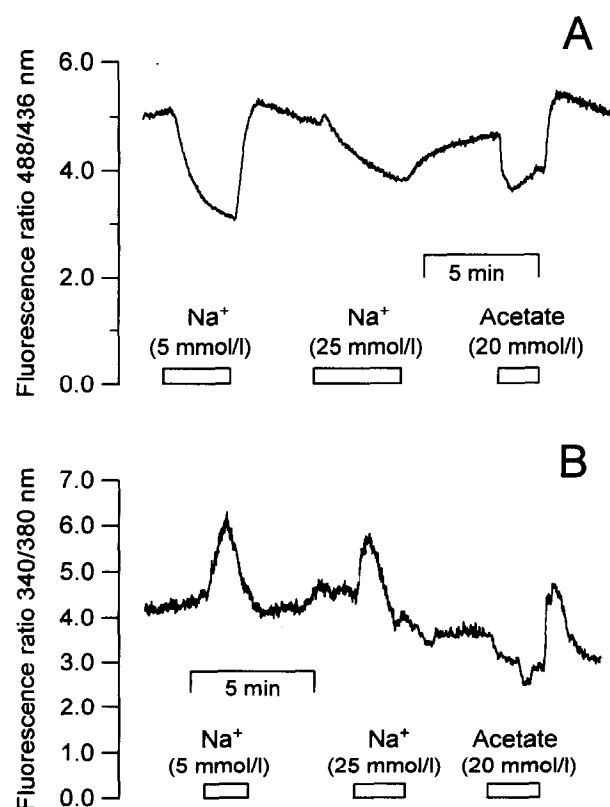 A
Fluorescence ratio 488/436 nm
6.0
4.0
2.0
0.0
5 min
Na⁺ Na⁺ Acetate
(5 mmol/l) (25 mmol/l) (20 mmol/l)
B
Fluorescence ratio 340/380 nm
7.0
6.0
5.0
4.0
3.0
2.0
1.0
0.0
5 min
Na⁺ Na⁺ Acetate
(5 mmol/l) (25 mmol/l) (20 mmol/l)